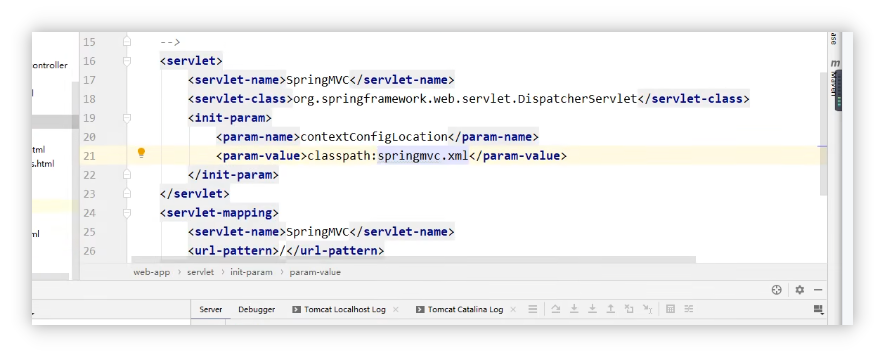 ase
m
Maven
ontroller
l
tml
s.html
ml
15 -->
16 <servlet>
17 <servlet-name>SpringMVC</servlet-name>
18 <servlet-class>org.springframework.web.servlet.DispatcherServlet</servlet-class>
19 <init-param>
20 <param-name>contextConfigLocation</param-name>
21 <param-value>classpath:springmvc.xml</param-value>
22 </init-param>
23 </servlet>
24 <servlet-mapping>
25 <servlet-name>SpringMVC</servlet-name>
26 <url-pattern>/</url-pattern>
web-app › servlet › init-param › param-value
Server Debugger Tomcat Localhost Log × Tomcat Catalina Log ×